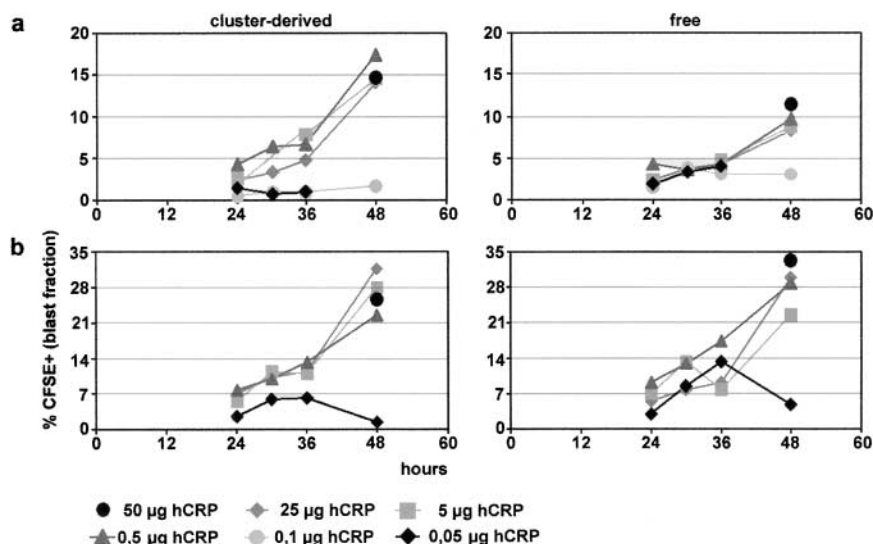 a
cluster-derived
free
20
15
10
5
0
0 12 24 36 48 60
20
15
10
5
0
0 12 24 36 48 60
b
% CFSE+ (blast fraction)
35
28
21
14
7
0
0 12 24 36 48 60
hours
35
28
21
14
7
0
0 12 24 36 48 60
50 µg hCRP 25 µg hCRP 5 µg hCRP
0,5 µg hCRP 0,1 µg hCRP 0,05 µg hCRP